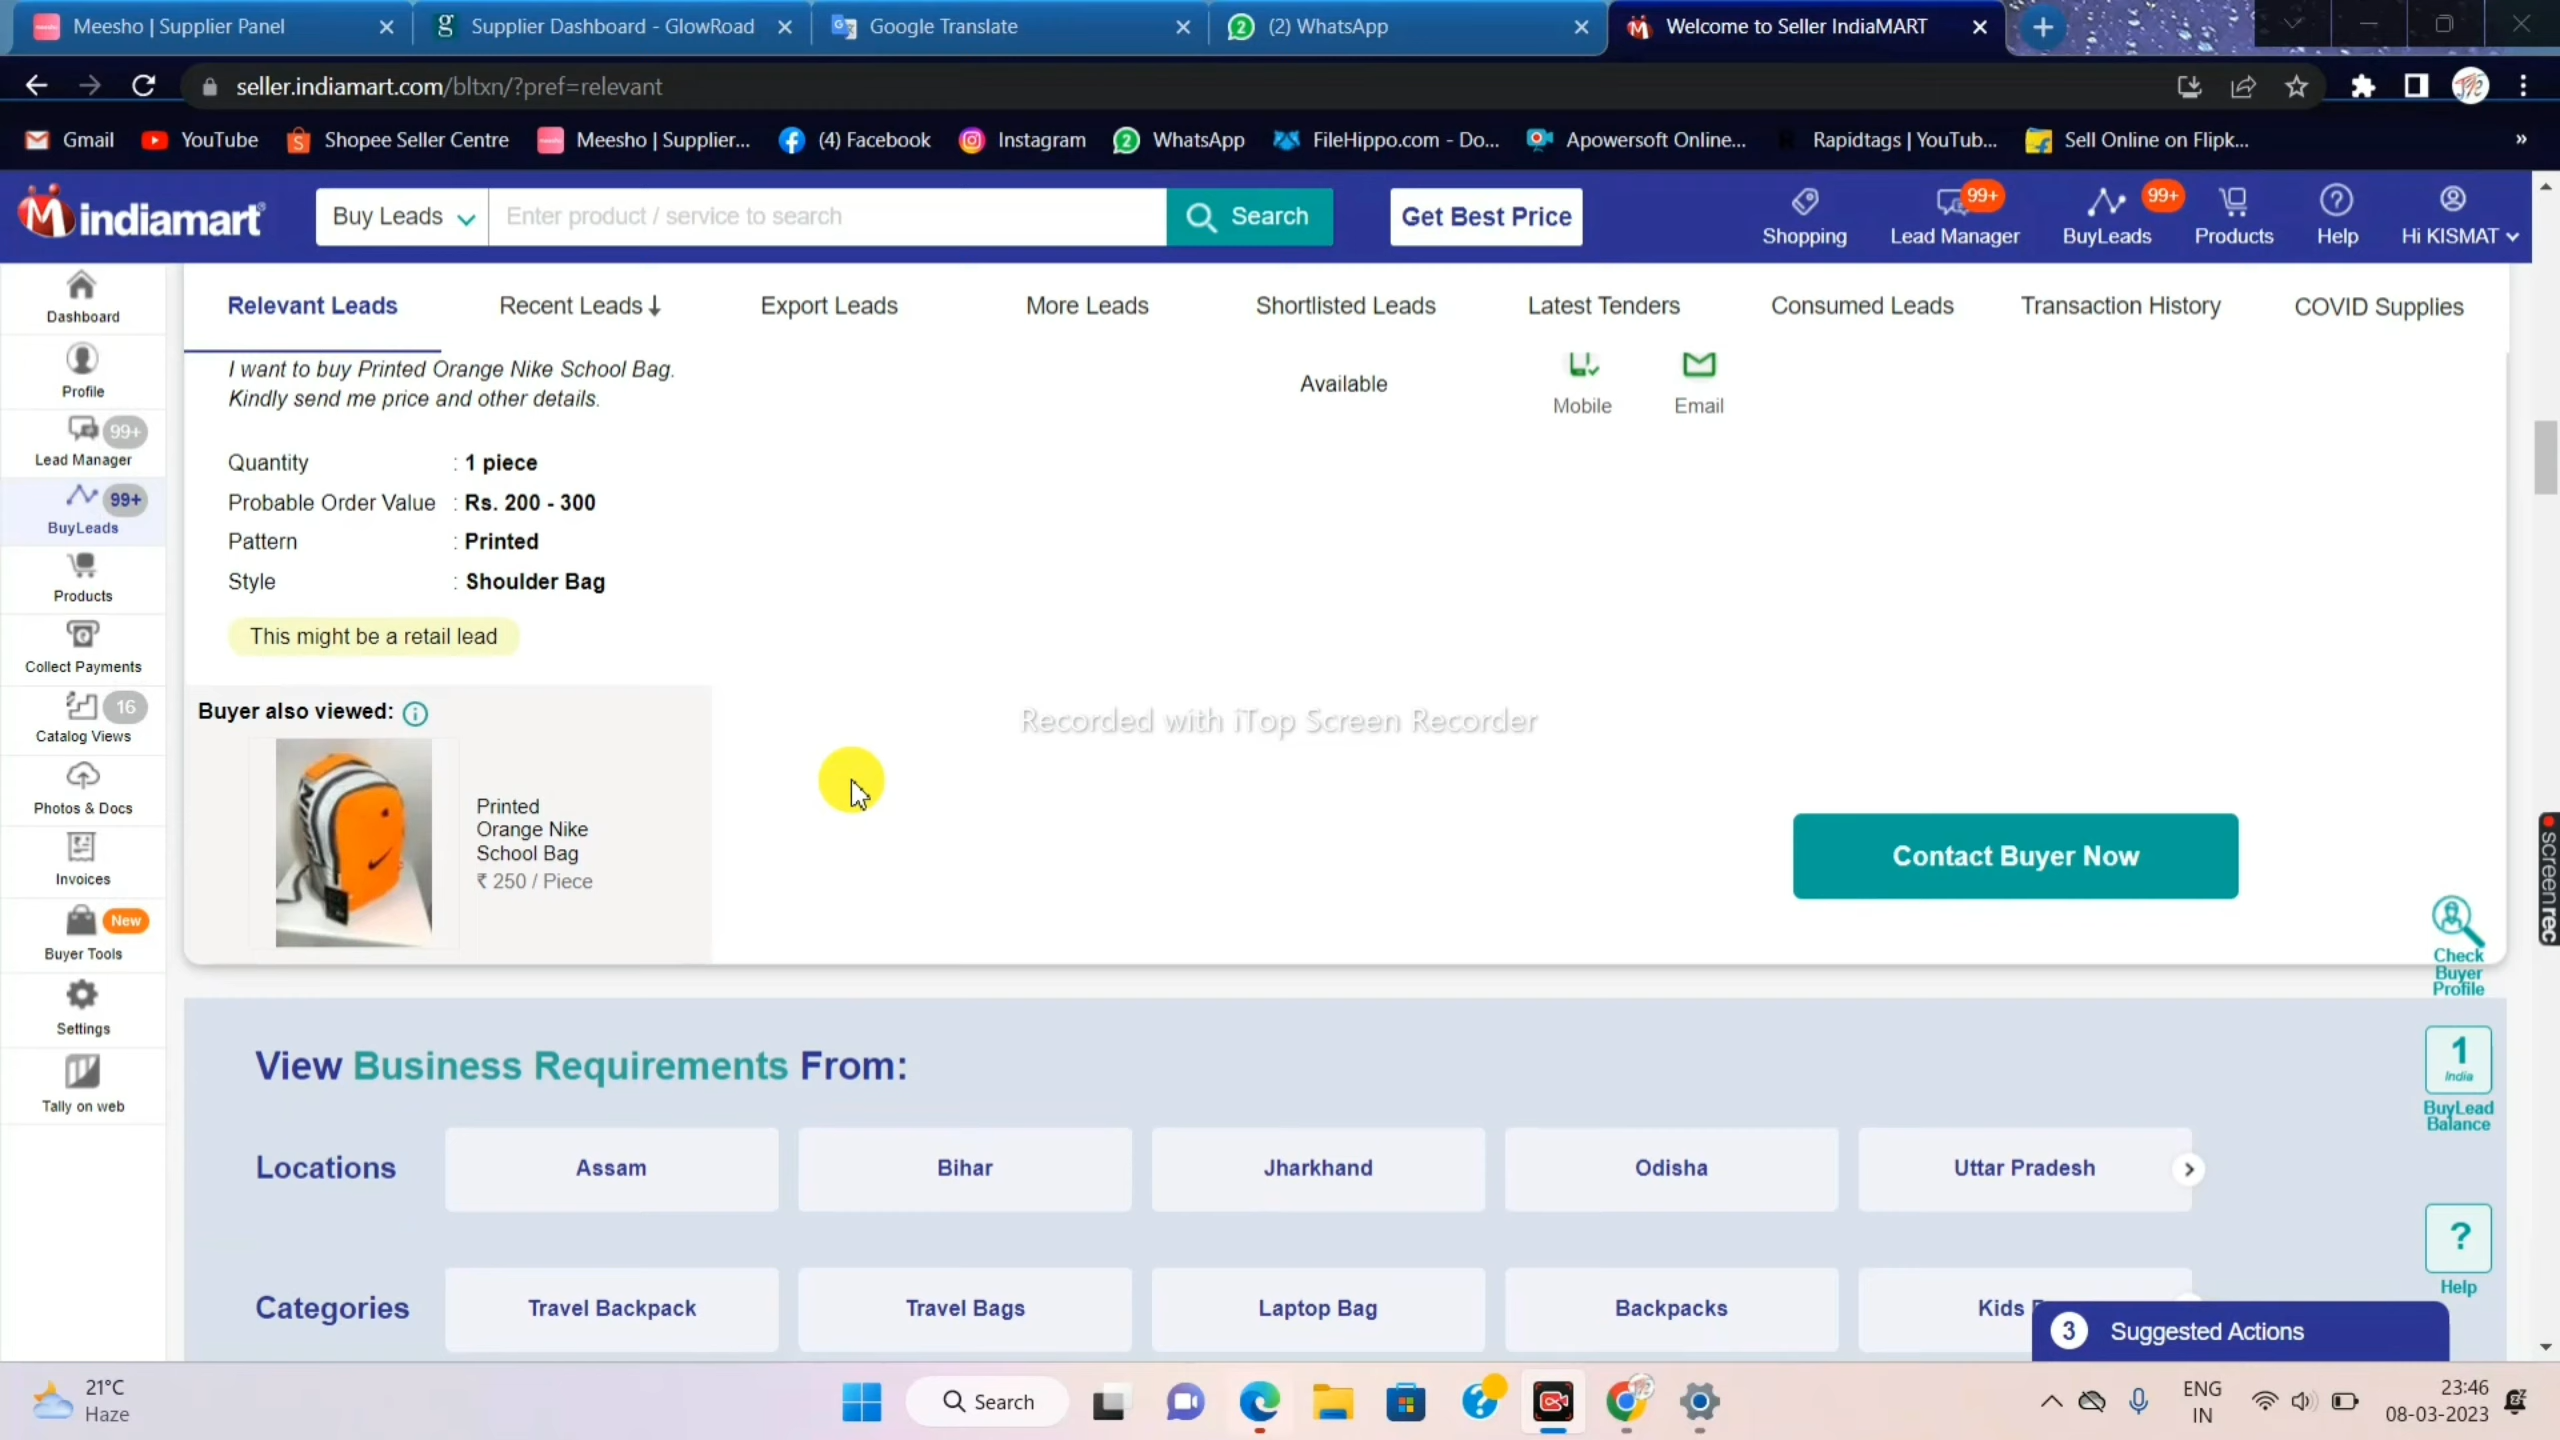 Meesho | Supplier Panel
Supplier Dashboard - GlowRoad
Google Translate
(2) WhatsApp
Welcome to Seller IndiaMART
seller.indiamart.com/bltxn/?pref=relevant
Gmail
YouTube
Shopee Seller Centre
Meesho | Supplier...
(4) Facebook
Instagram
WhatsApp
FileHippo.com - Do...
Apowersoft Online...
Rapidtags | YouTub...
Sell Online on Flipk...
»
indiamart
Buy Leads
Enter product / service to search
Search
Get Best Price
Shopping
99+
Lead Manager
99+
BuyLeads
Products
Help
Hi KISMAT
Dashboard
Profile
99+
Lead Manager
99+
BuyLeads
Products
Collect Payments
16
Catalog Views
Photos & Docs
Invoices
New
Buyer Tools
Settings
Tally on web
Relevant Leads
Recent Leads
Export Leads
More Leads
Shortlisted Leads
Latest Tenders
Consumed Leads
Transaction History
COVID Supplies
I want to buy Printed Orange Nike School Bag.
Kindly send me price and other details.
Available
Mobile
Email
Quantity : 1 piece
Probable Order Value : Rs. 200 - 300
Pattern : Printed
Style : Shoulder Bag
This might be a retail lead
Buyer also viewed:
Printed
Orange Nike
School Bag
₹ 250 / Piece
Recorded with iTop Screen Recorder
Contact Buyer Now
Check
Buyer
Profile
1
India
BuyLead
Balance
?
Help
screenrec
View Business Requirements From:
Locations
Assam
Bihar
Jharkhand
Odisha
Uttar Pradesh
Categories
Travel Backpack
Travel Bags
Laptop Bag
Backpacks
Kids
3 Suggested Actions
21°C
Haze
Search
ENG
IN
23:46
08-03-2023